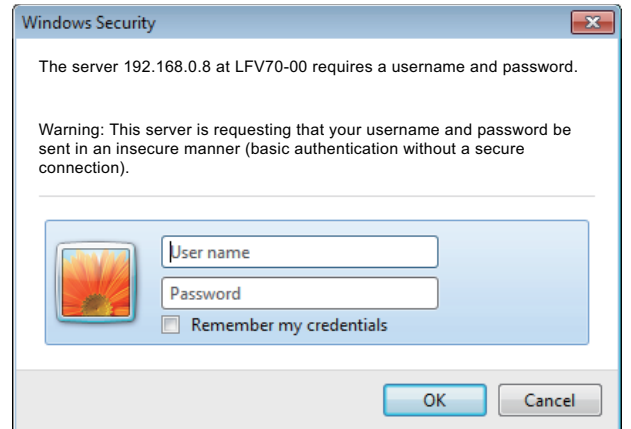 Windows Security
The server 192.168.0.8 at LFV70-00 requires a username and password.
Warning: This server is requesting that your username and password be
sent in an insecure manner (basic authentication without a secure
connection).
User name
Password
Remember my credentials
OK
Cancel